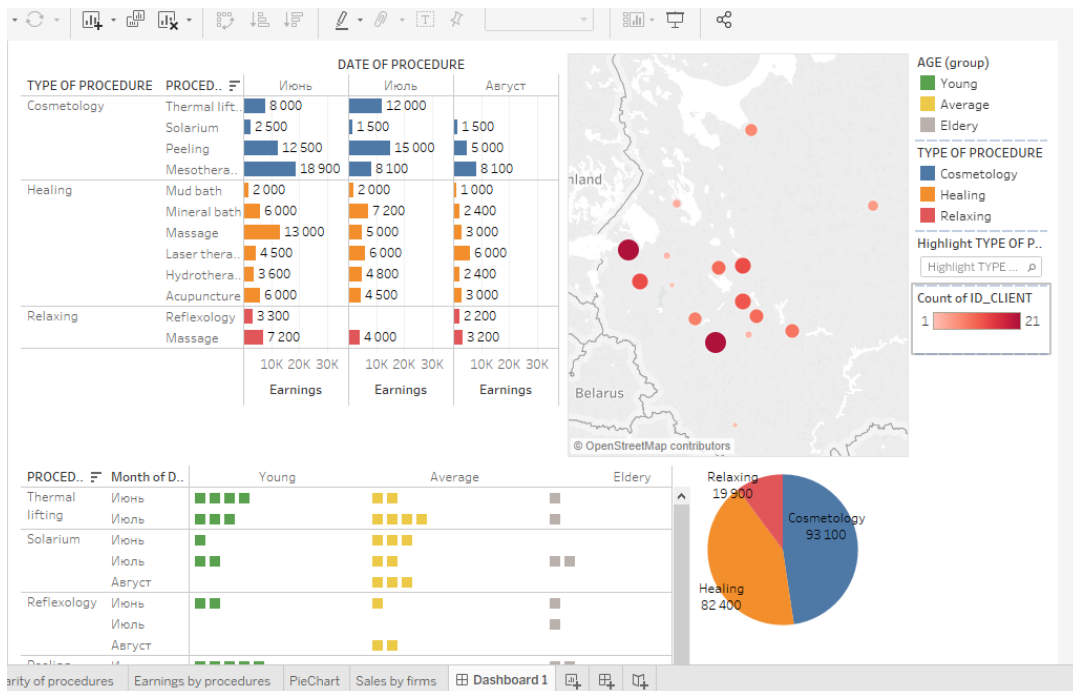 DATE OF PROCEDURE
TYPE OF PROCEDURE PROCED.. Июнь Июль Август
Cosmetology Thermal lift.. 8 000 12 000
Solarium 2 500 1 500 1 500
Peeling 12 500 15 000 5 000
Mesothera.. 18 900 8 100 8 100
Healing Mud bath 2 000 2 000 1 000
Mineral bath 6 000 7 200 2 400
Massage 13 000 5 000 3 000
Laser thera.. 4 500 6 000 6 000
Hydrothera.. 3 600 4 800 2 400
Acupuncture 6 000 4 500 3 000
Relaxing Reflexology 3 300 2 200
Massage 7 200 4 000 3 200
10K 20K 30K 10K 20K 30K 10K 20K 30K
Earnings Earnings Earnings
nland
Belarus
© OpenStreetMap contributors
AGE (group)
Young
Average
Eldery
TYPE OF PROCEDURE
Cosmetology
Healing
Relaxing
Highlight TYPE OF P..
Highlight TYPE ...
Count of ID_CLIENT
1 21
PROCED.. Month of D.. Young Average Eldery
Thermal lifting Июнь
Июль
Solarium Июнь
Июль
Август
Reflexology Июнь
Июль
Август
Relaxing
19 900
Cosmetology
93 100
Healing
82 400
arity of procedures Earnings by procedures PieChart Sales by firms Dashboard 1